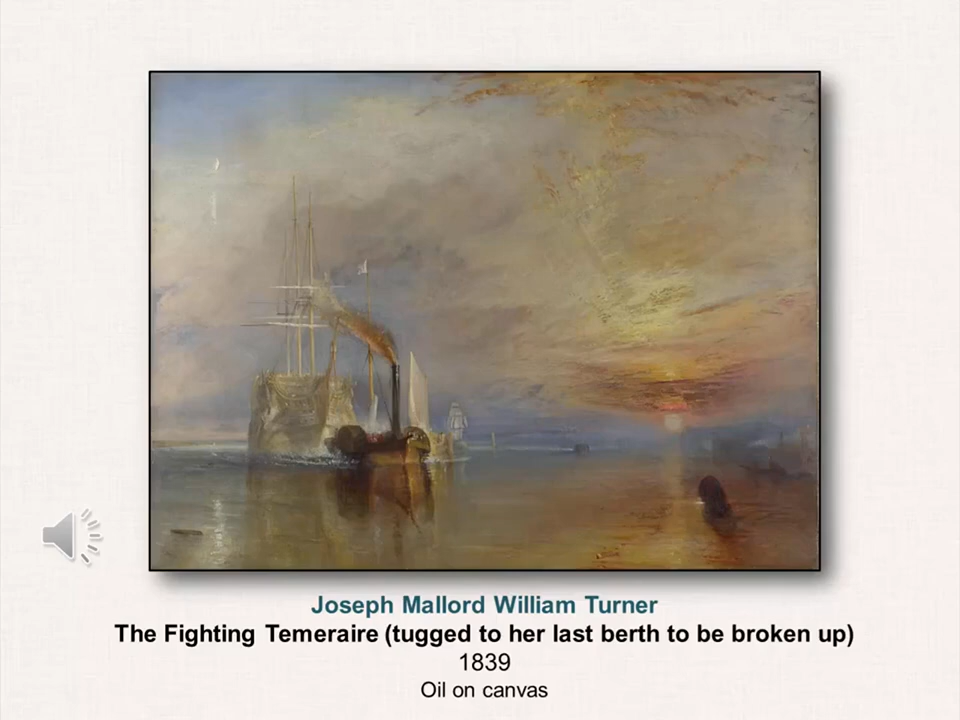 Joseph Mallord William Turner
The Fighting Temeraire (tugged to her last berth to be broken up)
1839
Oil on canvas